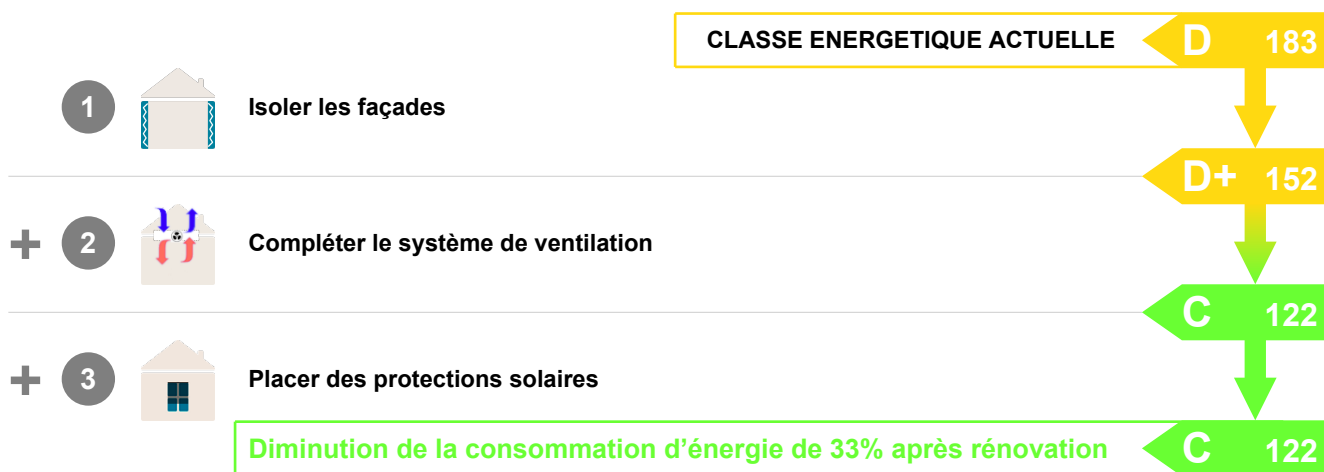 CLASSE ENERGETIQUE ACTUELLE D 183
1 Isoler les façades
D+ 152
+ 2 Compléter le système de ventilation
C 122
+ 3 Placer des protections solaires
Diminution de la consommation d’énergie de 33% après rénovation C 122